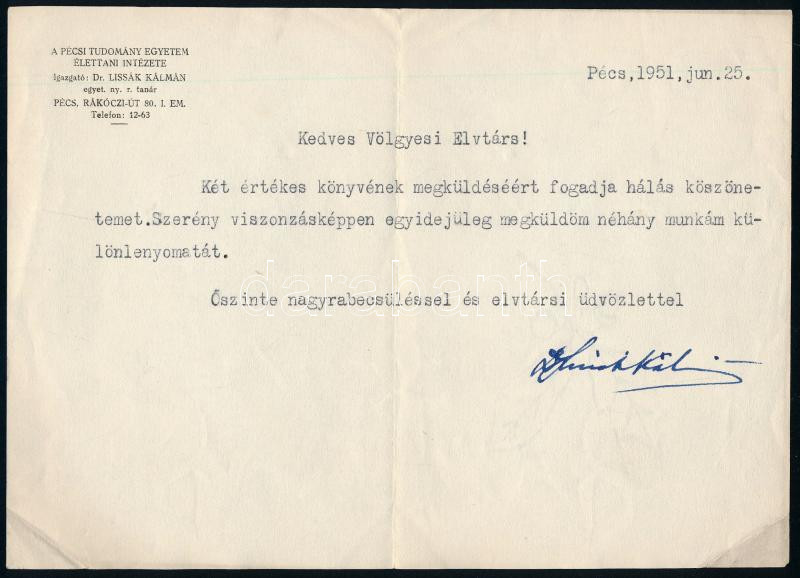 A PÉCSI TUDOMÁNY EGYETEM
ÉLETTANI INTÉZETE
Igazgató: Dr. LISSÁK KÁLMÁN
egyet. ny. r. tanár
PÉCS, RÁKÓCZI-ÚT 80. I. EM.
Telefon: 12-63
Pécs,1951,jun.25.
Kedves Völgyesi Elvtárs!
Két értékes könyvének megküldéséért fogadja hálás köszöne-
temet.Szerény viszonzásképpen egyidejüleg megküldöm néhány munkám kü-
lönlenyomatát.
Őszinte nagyrabecsüléssel és elvtársi üdvözlettel
darabanth